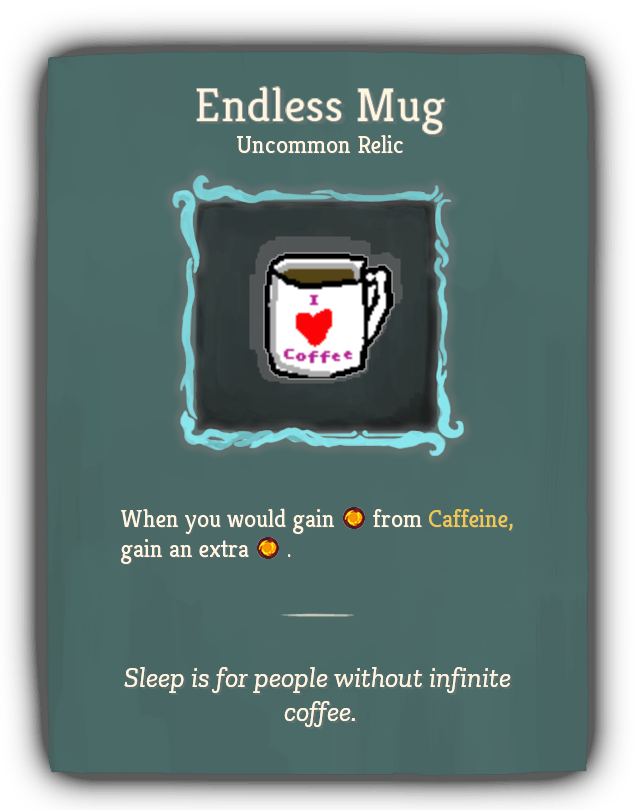 Endless Mug
Uncommon Relic
I
Coffee
When you would gain from Caffeine,
gain an extra .
Sleep is for people without infinite
coffee.